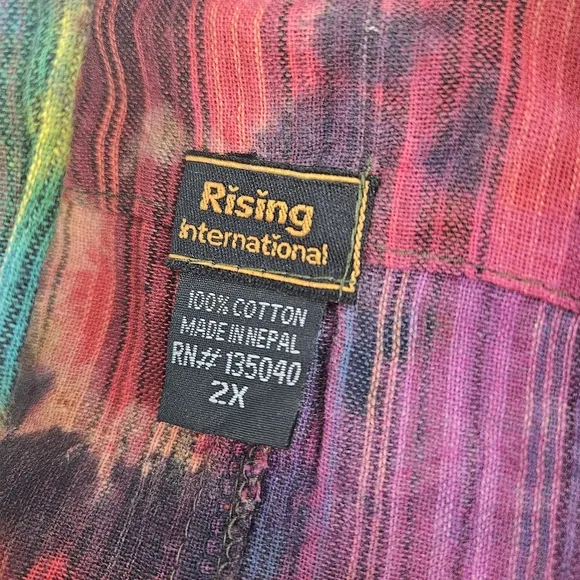 Rising
International
100% COTTON
MADE IN NEPAL
RN# 135040
2X